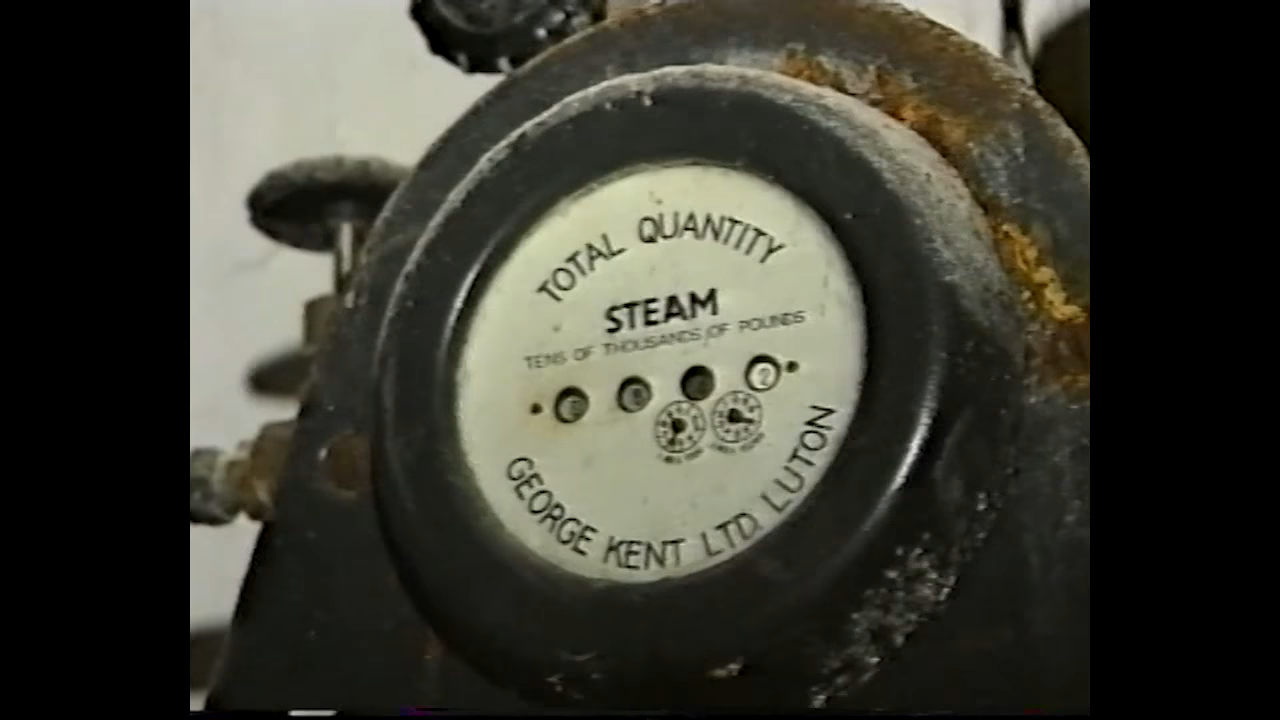 TOTAL QUANTITY
STEAM
TENS OF THOUSANDS OF POUNDS
2
GEORGE KENT LTD. LUTON